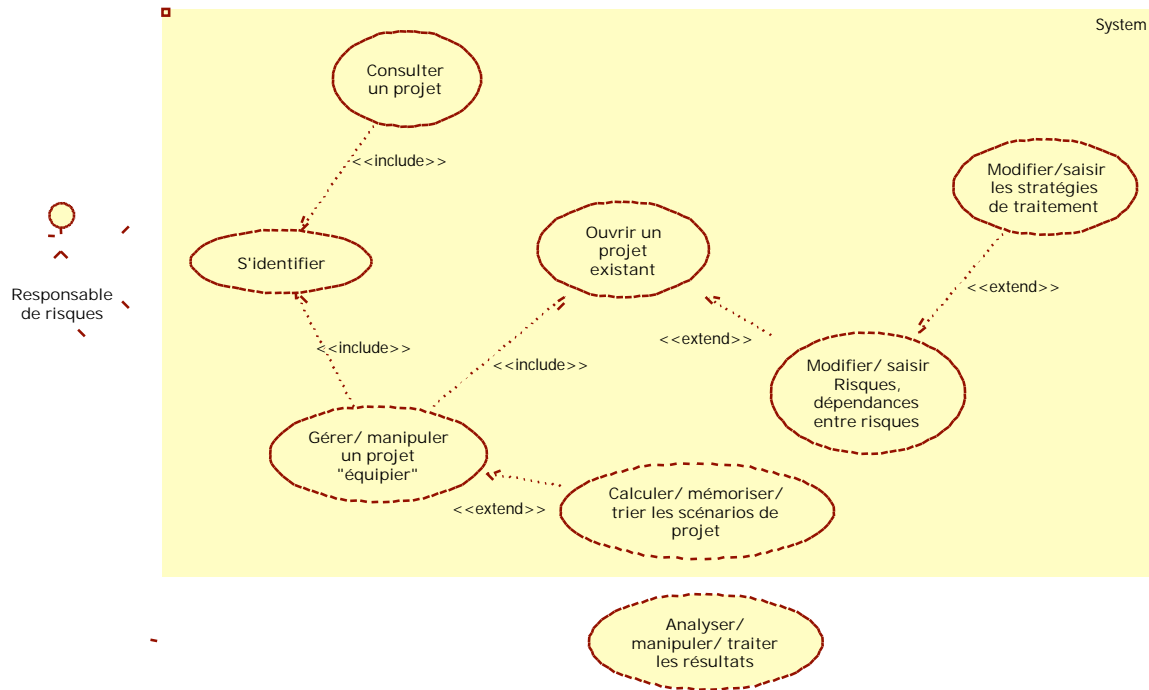 System
Consulter
un projet
<<include>>
Modifier/saisir
les stratégies
de traitement
Ouvrir un
projet
existant
S'identifier
<<extend>>
Responsable
de risques
<<include>>
<<extend>>
<<include>>
Modifier/ saisir
Risques,
dépendances
entre risques
Gérer/ manipuler
un projet
"équipier"
<<extend>>
Calculer/ mémoriser/
trier les scénarios de
projet
Analyser/
manipuler/ traiter
les résultats